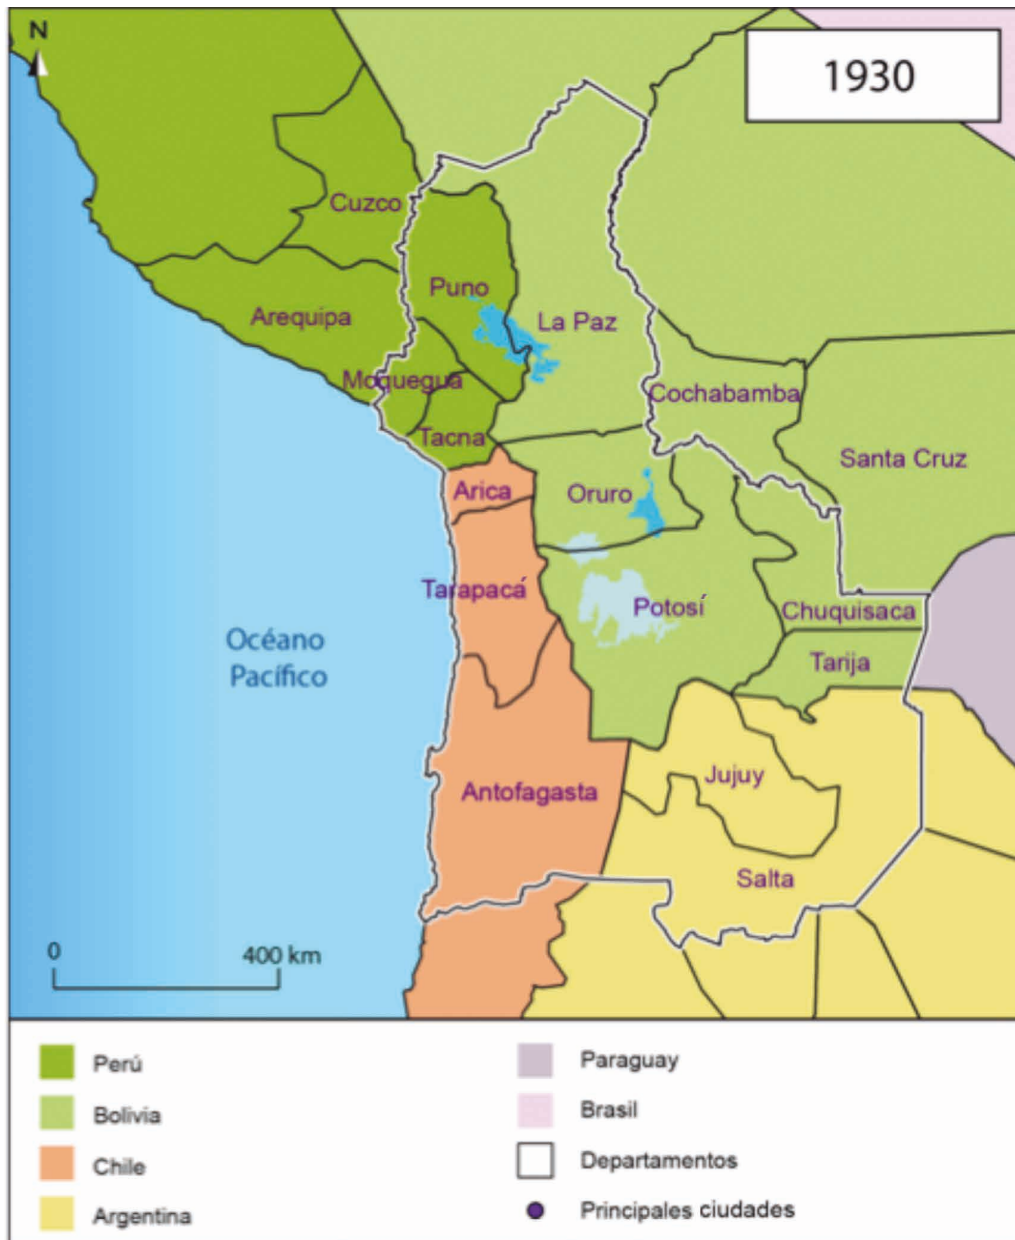 N
1930
Cuzco
Puno
Arequipa
La Paz
Moquegua
Cochabamba
Tacna
Santa Cruz
Arica
Oruro
Tarapacá
Potosí
Chuquisaca
Océano
Pacífico
Tarija
Jujuy
Antofagasta
Salta
0
400 km
Perú
Bolivia
Chile
Argentina
Paraguay
Brasil
Departamentos
Principales ciudades